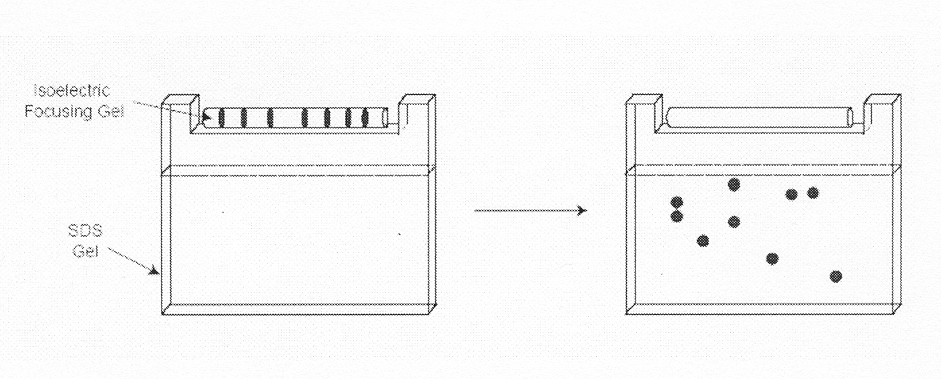 Isoelectric
Focusing Gel
SDS
Gel